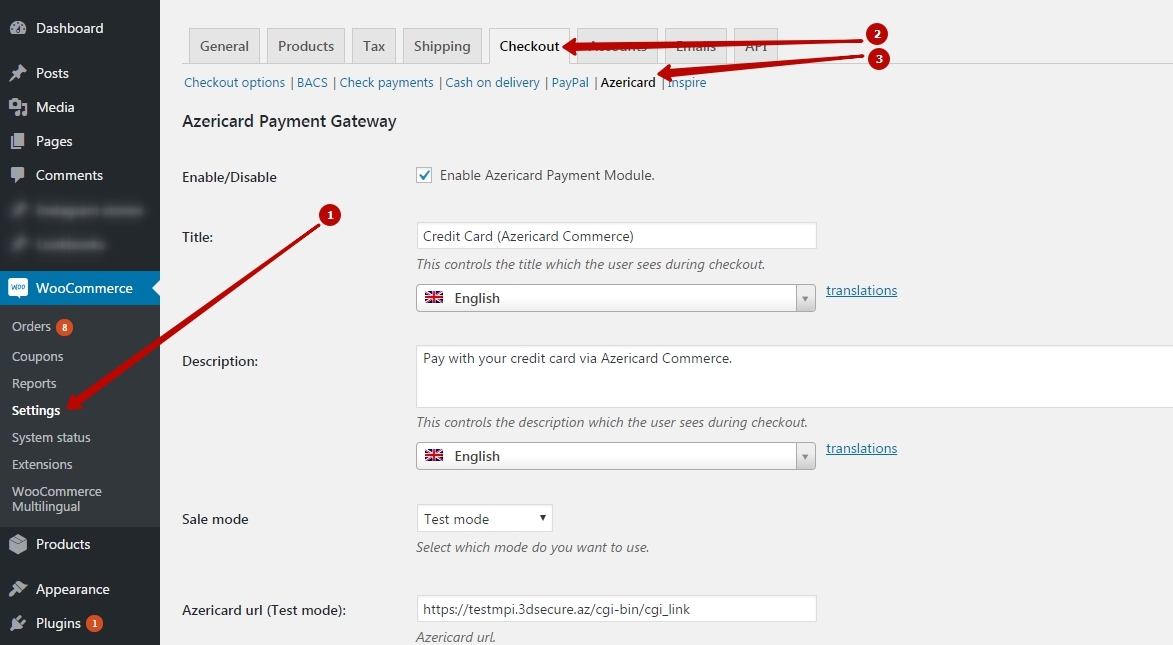 Dashboard
Posts
Media
Pages
Comments
WOO WooCommerce
Orders 8
Coupons
Reports
Settings
System status
Extensions
WooCommerce
Multilingual
Products
Appearance
Plugins 1
General Products Tax Shipping Checkout Accounts Emails API
2
3
Checkout options | BACS | Check payments | Cash on delivery | PayPal | Azericard | Inspire
Azericard Payment Gateway
Enable/Disable Enable Azericard Payment Module.
1
Title: Credit Card (Azericard Commerce)
This controls the title which the user sees during checkout.
English translations
Description: Pay with your credit card via Azericard Commerce.
This controls the description which the user sees during checkout.
English translations
Sale mode Test mode
Select which mode do you want to use.
Azericard url (Test mode): https://testmpi.3dsecure.az/cgi-bin/cgi_link
Azericard url.